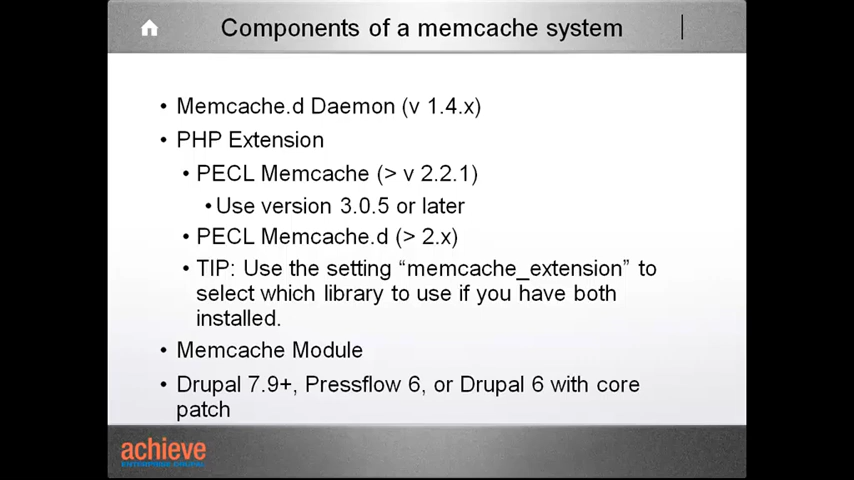 Components of a memcache system
• Memcache.d Daemon (v 1.4.x)
• PHP Extension
• PECL Memcache (> v 2.2.1)
• Use version 3.0.5 or later
• PECL Memcache.d (> 2.x)
• TIP: Use the setting “memcache_extension” to
select which library to use if you have both
installed.
• Memcache Module
• Drupal 7.9+, Pressflow 6, or Drupal 6 with core
patch
achieve